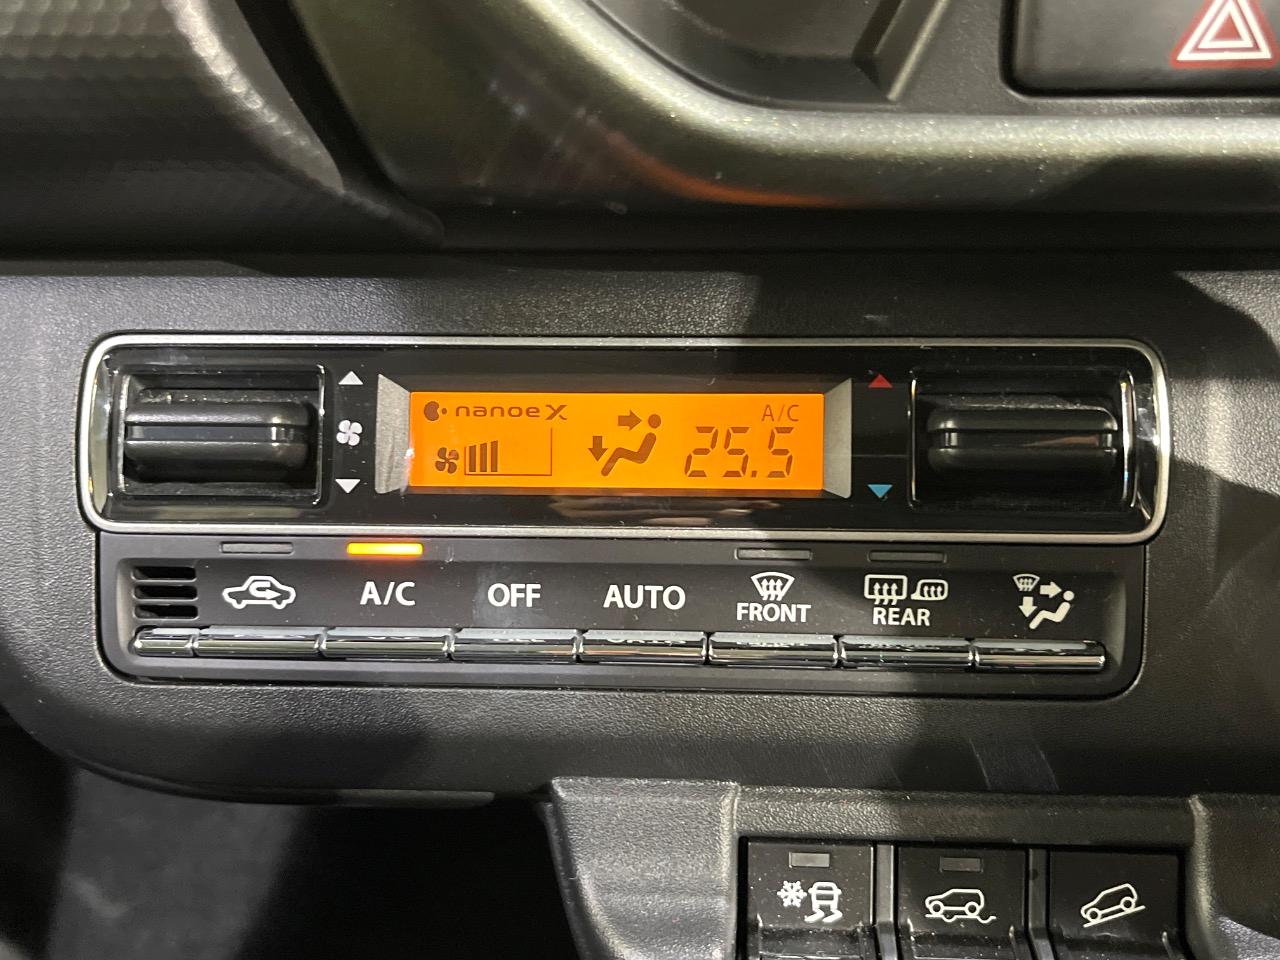 nanoe X
A/C
25.5
A/C
OFF
AUTO
FRONT
REAR